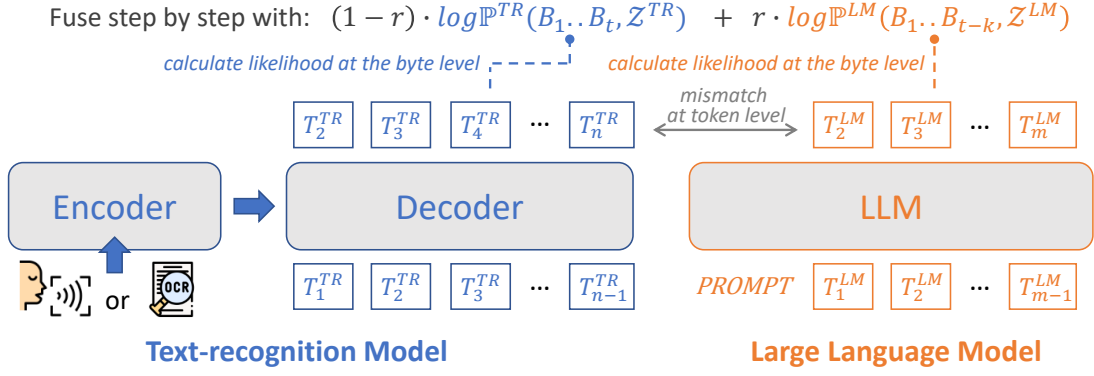 Fuse step by step with: (1 − r) · logℙ^{TR}(B_1..B_t, 𝒵^{TR}) + r · logℙ^{LM}(B_1..B_{t−k}, 𝒵^{LM})
calculate likelihood at the byte level calculate likelihood at the byte level
T_2^{TR} T_3^{TR} T_4^{TR} ... T_n^{TR} mismatch at token level T_2^{LM} T_3^{LM} ... T_m^{LM}
Encoder Decoder LLM
or OCR T_1^{TR} T_2^{TR} T_3^{TR} ... T_{n−1}^{TR} PROMPT T_1^{LM} T_2^{LM} ... T_{m−1}^{LM}
Text-recognition Model Large Language Model